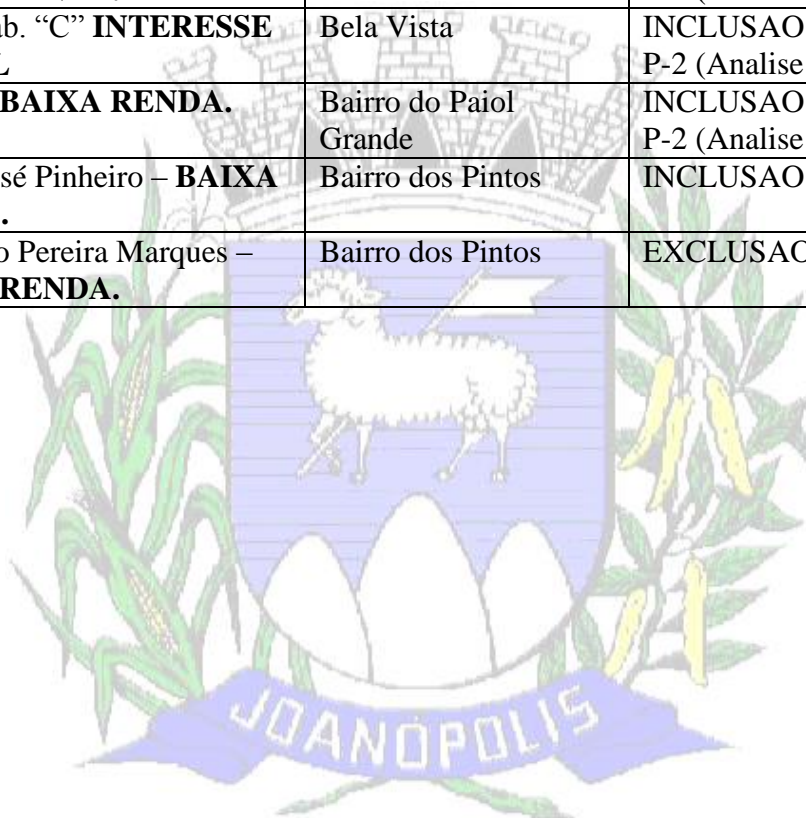 ab. “C” INTERESSE
Bela Vista
INCLUSAO
P-2 (Analise
BAIXA RENDA.
Bairro do Paiol
Grande
INCLUSAO
P-2 (Analise
sé Pinheiro – BAIXA
Bairro dos Pintos
INCLUSAO
o Pereira Marques –
RENDA.
Bairro dos Pintos
EXCLUSAO
JOANÓPOLIS